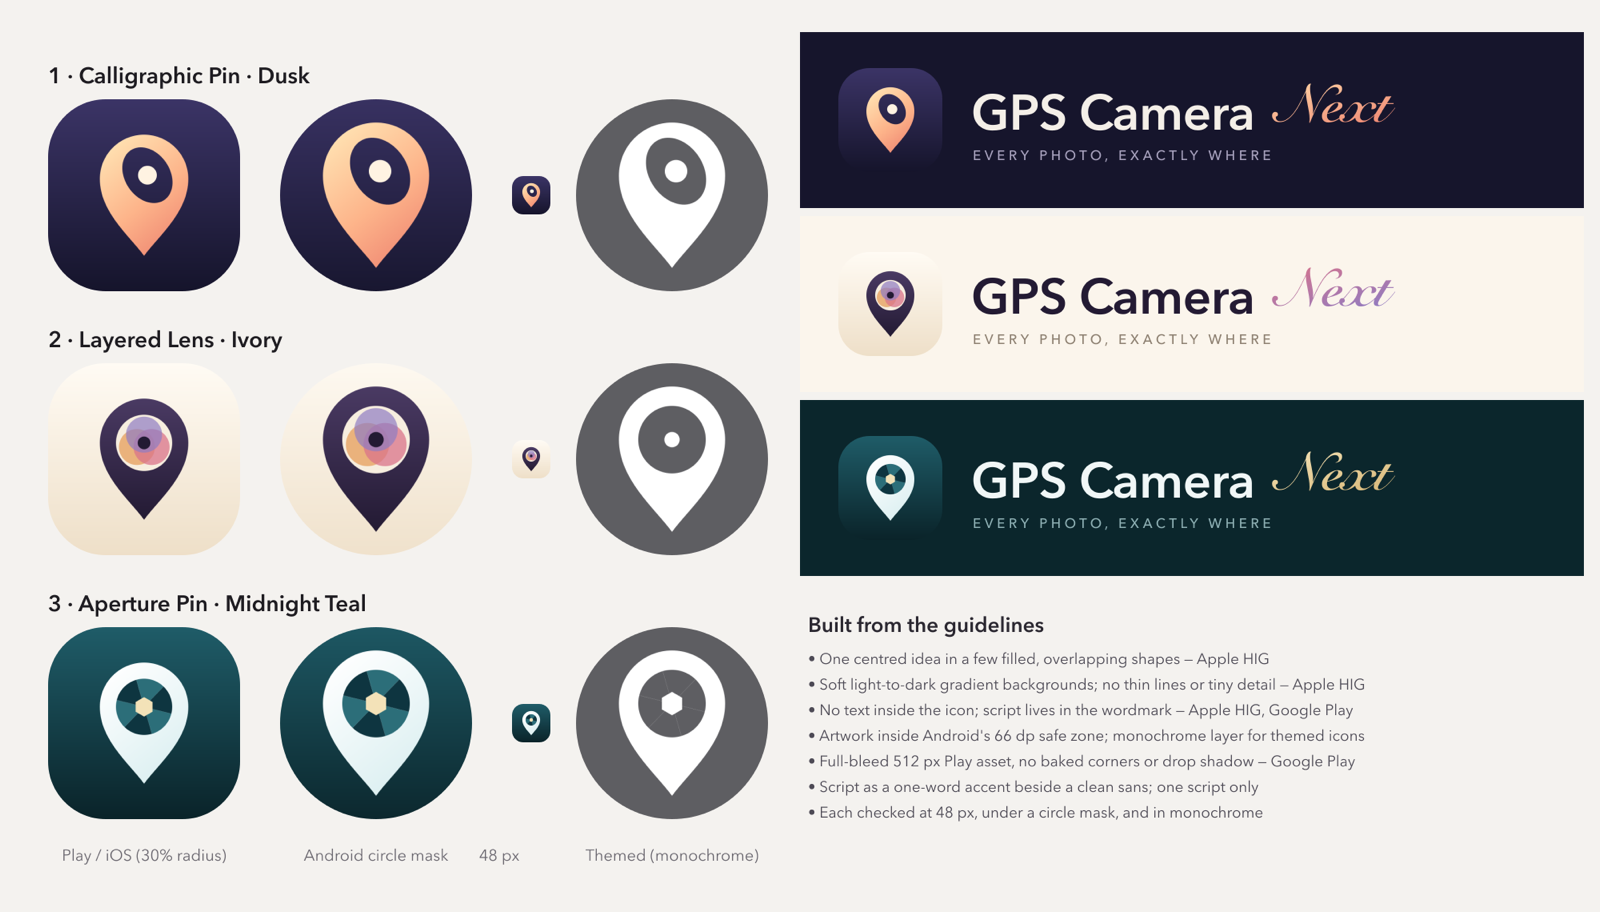 1 · Calligraphic Pin · Dusk
2 · Layered Lens · Ivory
3 · Aperture Pin · Midnight Teal
Play / iOS (30% radius)
Android circle mask
48 px
Themed (monochrome)
GPS Camera Next
EVERY PHOTO, EXACTLY WHERE
GPS Camera Next
EVERY PHOTO, EXACTLY WHERE
GPS Camera Next
EVERY PHOTO, EXACTLY WHERE
Built from the guidelines
• One centred idea in a few filled, overlapping shapes – Apple HIG
• Soft light-to-dark gradient backgrounds; no thin lines or tiny detail – Apple HIG
• No text inside the icon; script lives in the wordmark – Apple HIG, Google Play
• Artwork inside Android's 66 dp safe zone; monochrome layer for themed icons
• Full-bleed 512 px Play asset, no baked corners or drop shadow – Google Play
• Script as a one-word accent beside a clean sans; one script only
• Each checked at 48 px, under a circle mask, and in monochrome